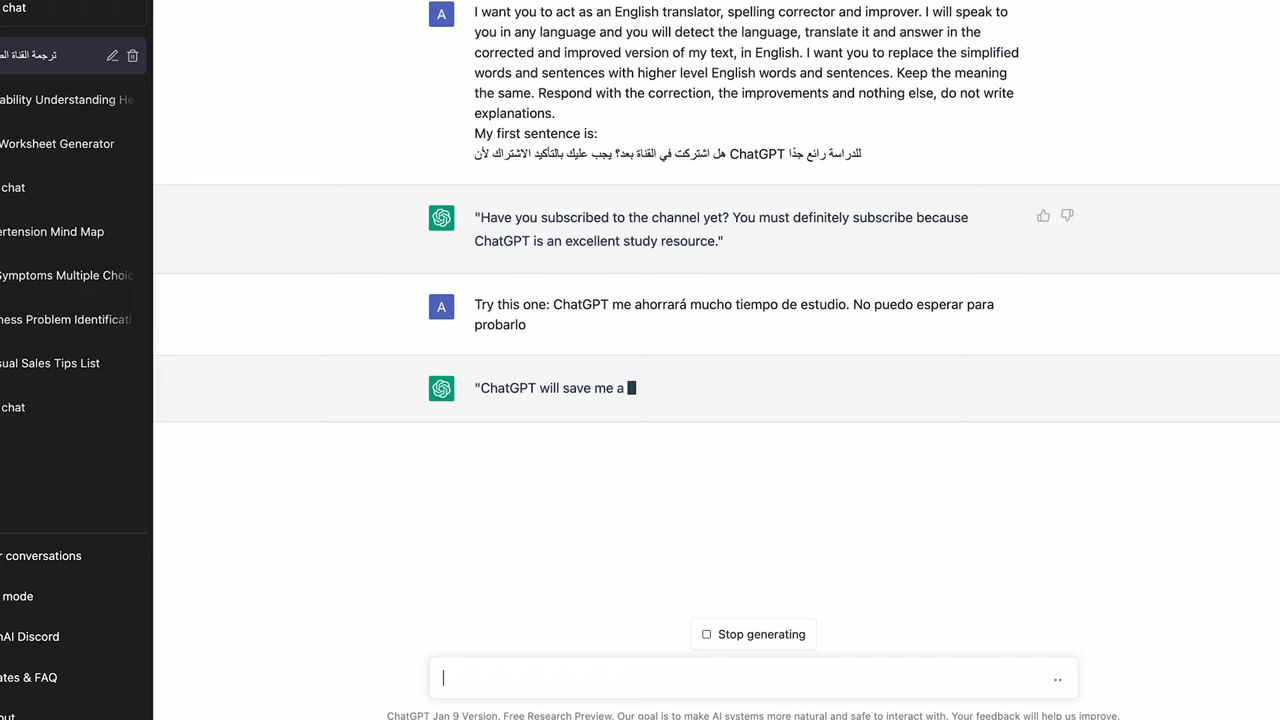 chat
ترجمة القناة الم
ability Understanding He
Worksheet Generator
chat
ertension Mind Map
Symptoms Multiple Choic
ness Problem Identificati
sual Sales Tips List
chat
r conversations
mode
nAI Discord
ates & FAQ
out
A
I want you to act as an English translator, spelling corrector and improver. I will speak to
you in any language and you will detect the language, translate it and answer in the
corrected and improved version of my text, in English. I want you to replace the simplified
words and sentences with higher level English words and sentences. Keep the meaning
the same. Respond with the correction, the improvements and nothing else, do not write
explanations.
My first sentence is:
هل اشتركت في القناة بعد؟ يجب عليك بالتأكيد الاشتراك لأن ChatGPT للدراسة رائع جدًا
"Have you subscribed to the channel yet? You must definitely subscribe because
ChatGPT is an excellent study resource."
A
Try this one: ChatGPT me ahorrará mucho tiempo de estudio. No puedo esperar para
probarlo
"ChatGPT will save me a
Stop generating
ChatGPT Jan 9 Version. Free Research Preview. Our goal is to make AI systems more natural and safe to interact with. Your feedback will help us improve.